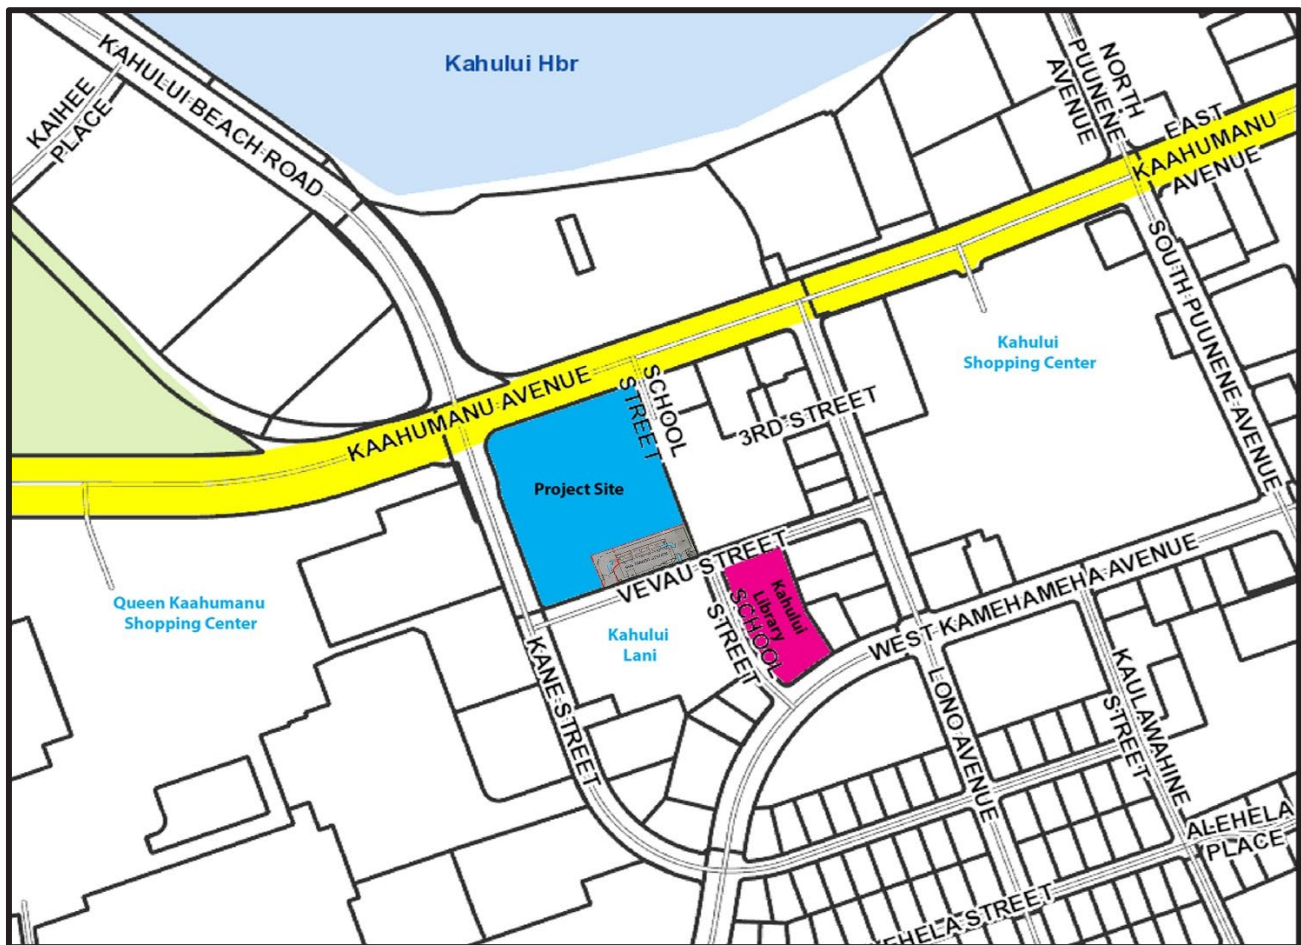 Kahului Hbr
KAHULUI BEACH ROAD
KAIHEE
PLACE
NORTH
PUUNENE
AVENUE
EAST
KAAHUMANU
AVENUE
SOUTH PUUNENE AVENUE
Kahului
Shopping Center
KAAHUMANU AVENUE
SCHOOL
STREET
3RD STREET
Project Site
VEVAU STREET
Kahului
Library
Queen Kaahumanu
Shopping Center
Kahului
Lani
SCHOOL
STREET
WEST KAMEHAMEHA AVENUE
KANE STREET
LONO AVENUE
KAULAWAHINE
STREET
ALEHELA
PLACE
EHELA STREET